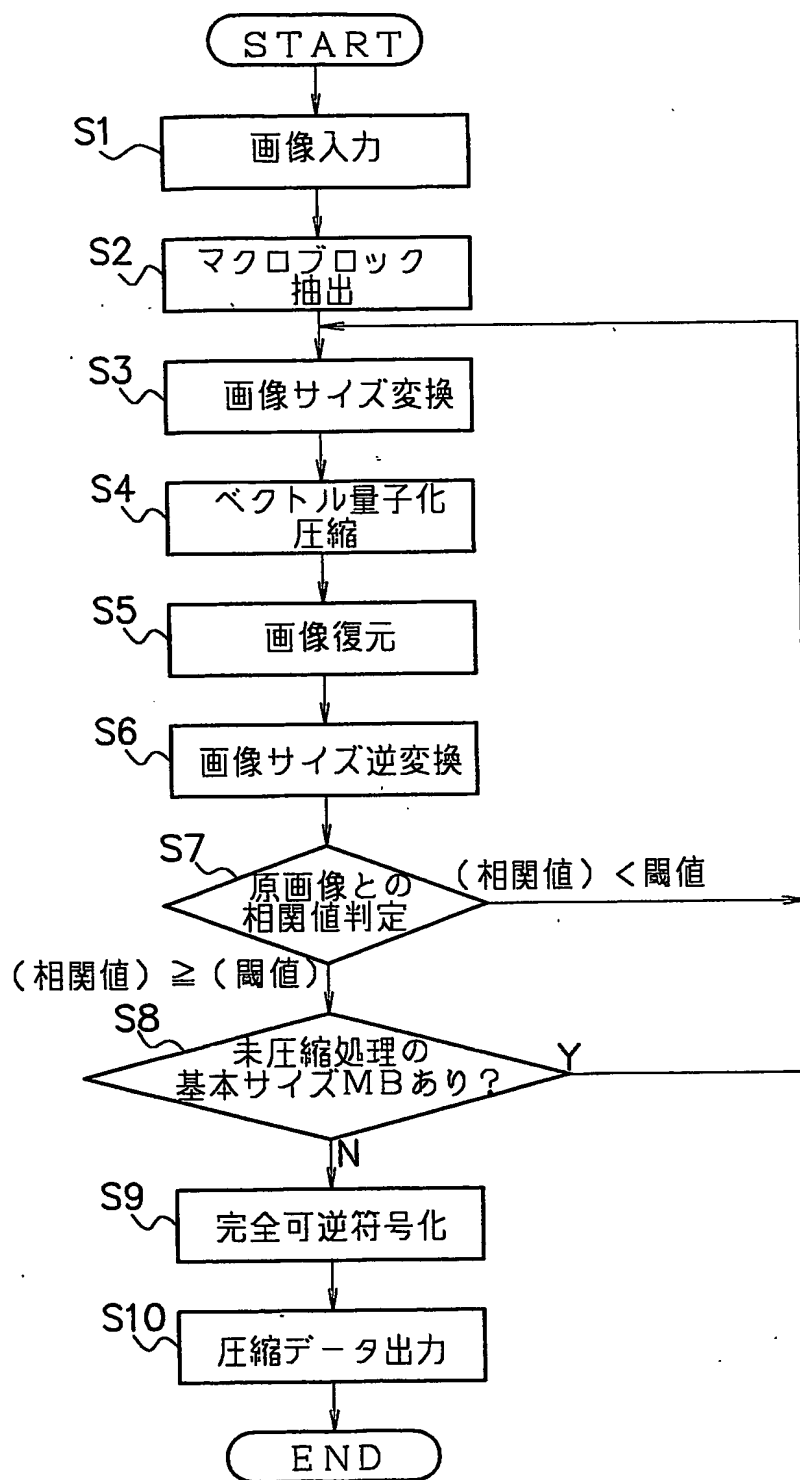 START
S1
画像入力
S2
マクロブロック
抽出
S3
画像サイズ変換
S4
ベクトル量子化
圧縮
S5
画像復元
S6
画像サイズ逆変換
S7
原画像との
相関値判定
(相関値)<閾値
(相関値)≧(閾値)
S8
未圧縮処理の
基本サイズMBあり?
Y
N
S9
完全可逆符号化
S10
圧縮データ出力
END